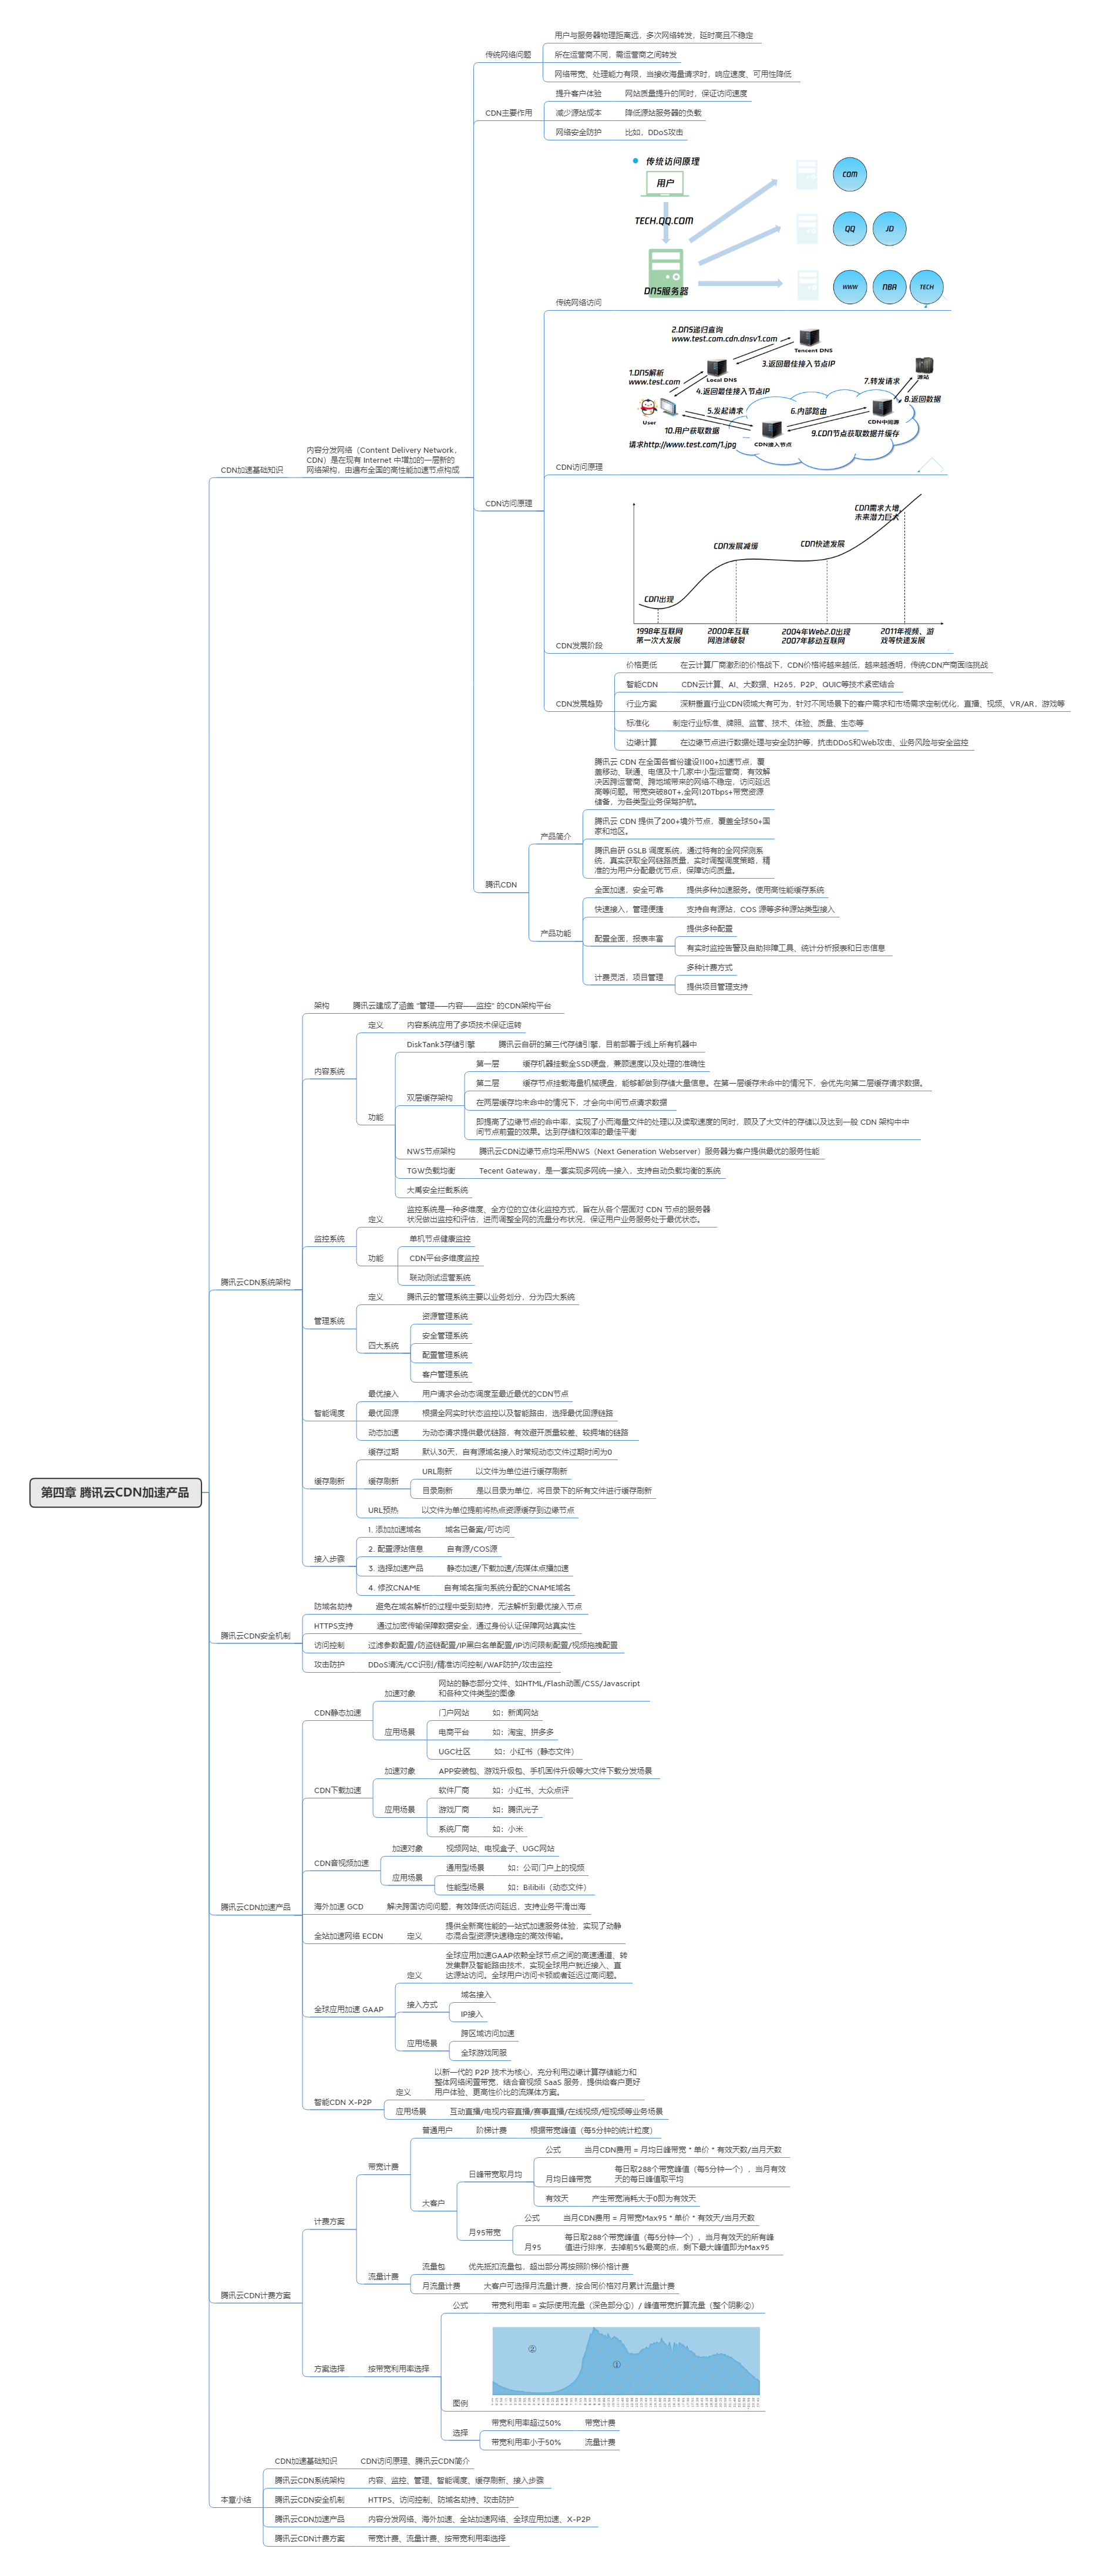 第四章 腾讯云CDN加速产品
CDN加速基础知识
内容分发网络（Content Delivery Network，
CDN）是在现有 Internet 中增加的一层新的
网络架构，由遍布全国的高性能加速节点构成
传统网络问题
用户与服务器物理距离远，多次网络转发，延时高且不稳定
所在运营商不同，需运营商之间转发
网络带宽、处理能力有限，当接收海量请求时，响应速度、可用性降低
CDN主要作用
提升客户体验
网站质量提升的同时，保证访问速度
减少源站成本
降低源站服务器的负载
网络安全防护
比如，DDoS攻击
CDN访问原理
传统网络访问
传统访问原理
用户
TECH.QQ.COM
DNS服务器
COM
QQ
JD
WWW
NBA
TECH
CDN访问原理
2.DNS递归查询
www.test.com.cdn.dnsv1.com
Tencent DNS
3.返回最佳接入节点IP
1.DNS解析
www.test.com
Local DNS
4.返回最佳接入节点IP
7.转发请求
源站
8.返回数据
User
5.发起请求
6.内部路由
CDN中间源
10.用户获取数据
CDN接入节点
9.CDN节点获取数据并缓存
请求http://www.test.com/1.jpg
CDN发展阶段
CDN出现
CDN发展减缓
CDN快速发展
CDN需求大增，
未来潜力巨大
1998年互联网
第一次大发展
2000年互联
网泡沫破裂
2004年Web2.0出现
2007年移动互联网
2011年视频、游
戏等快速发展
CDN发展趋势
价格更低
在云计算厂商激烈的价格战下，CDN价格将越来越低，越来越透明，传统CDN产商面临挑战
智能CDN
CDN云计算、AI、大数据、H265，P2P、QUIC等技术紧密结合
行业方案
深耕垂直行业CDN领域大有可为，针对不同场景下的客户需求和市场需求定制优化，直播、视频、VR/AR，游戏等
标准化
制定行业标准、牌照、监管、技术、体验、质量、生态等
边缘计算
在边缘节点进行数据处理与安全防护等，抗击DDoS和Web攻击、业务风险与安全监控
腾讯CDN
产品简介
腾讯云 CDN 在全国各省份建设1100+加速节点，覆
盖移动、联通、电信及十几家中小型运营商，有效解
决因跨运营商、跨地域带来的网络不稳定，访问延迟
高等问题。带宽突破80T+,全网120Tbps+带宽资源
储备，为各类型业务保驾护航。
腾讯云 CDN 提供了200+境外节点，覆盖全球50+国
家和地区。
腾讯自研 GSLB 调度系统，通过特有的全网探测系
统，真实获取全网链路质量，实时调整调度策略，精
准的为用户分配最优节点，保障访问质量。
产品功能
全面加速，安全可靠
提供多种加速服务。使用高性能缓存系统
快速接入，管理便捷
支持自有源站，COS 源等多种源站类型接入
配置全面，报表丰富
提供多种配置
有实时监控告警及自助排障工具、统计分析报表和日志信息
计费灵活，项目管理
多种计费方式
提供项目管理支持
腾讯云CDN系统架构
架构
腾讯云建成了涵盖 “管理——内容——监控” 的CDN架构平台
内容系统
定义
内容系统应用了多项技术保证运转
功能
DiskTank3存储引擎
腾讯云自研的第三代存储引擎，目前部署于线上所有机器中
双层缓存架构
第一层
缓存机器挂载全SSD硬盘，兼顾速度以及处理的准确性
第二层
缓存节点挂载海量机械硬盘，能够都做到存储大量信息。在第一层缓存未命中的情况下，会优先向第二层缓存请求数据。
在两层缓存均未命中的情况下，才会向中间节点请求数据
即提高了边缘节点的命中率，实现了小而海量文件的处理以及读取速度的同时，顾及了大文件的存储以及达到一般 CDN 架构中中
间节点前置的效果。达到存储和效率的最佳平衡
NWS节点架构
腾讯云CDN边缘节点均采用NWS（Next Generation Webserver）服务器为客户提供最优的服务性能
TGW负载均衡
Tecent Gateway，是一套实现多网统一接入，支持自动负载均衡的系统
大禹安全拦截系统
监控系统
定义
监控系统是一种多维度、全方位的立体化监控方式，旨在从各个层面对 CDN 节点的服务器
状况做出监控和评估，进而调整全网的流量分布状况，保证用户业务服务处于最优状态。
功能
单机节点健康监控
CDN平台多维度监控
联动测试运营系统
管理系统
定义
腾讯云的管理系统主要以业务划分，分为四大系统
四大系统
资源管理系统
安全管理系统
配置管理系统
客户管理系统
智能调度
最优接入
用户请求会动态调度至最近最优的CDN节点
最优回源
根据全网实时状态监控以及智能路由，选择最优回源链路
动态加速
为动态请求提供最优链路，有效避开质量较差、较拥堵的链路
缓存刷新
缓存过期
默认30天，自有源域名接入时常规动态文件过期时间为0
缓存刷新
URL刷新
以文件为单位进行缓存刷新
目录刷新
是以目录为单位，将目录下的所有文件进行缓存刷新
URL预热
以文件为单位提前将热点资源缓存到边缘节点
接入步骤
1. 添加加速域名
域名已备案/可访问
2. 配置源站信息
自有源/COS源
3. 选择加速产品
静态加速/下载加速/流媒体点播加速
4. 修改CNAME
自有域名指向系统分配的CNAME域名
腾讯云CDN安全机制
防域名劫持
避免在域名解析的过程中受到劫持，无法解析到最优接入节点
HTTPS支持
通过加密传输保障数据安全，通过身份认证保障网站真实性
访问控制
过滤参数配置/防盗链配置/IP黑白名单配置/IP访问限制配置/视频拖拽配置
攻击防护
DDoS清洗/CC识别/精准访问控制/WAF防护/攻击监控
腾讯云CDN加速产品
CDN静态加速
加速对象
网站的静态部分文件、如HTML/Flash动画/CSS/Javascript
和各种文件类型的图像
应用场景
门户网站
如：新闻网站
电商平台
如：淘宝、拼多多
UGC社区
如：小红书（静态文件）
CDN下载加速
加速对象
APP安装包、游戏升级包、手机固件升级等大文件下载分发场景
应用场景
软件厂商
如：小红书、大众点评
游戏厂商
如：腾讯光子
系统厂商
如：小米
CDN音视频加速
加速对象
视频网站、电视盒子、UGC网站
应用场景
通用型场景
如：公司门户上的视频
性能型场景
如：Bilibili（动态文件）
海外加速 GCD
解决跨国访问问题，有效降低访问延迟，支持业务平滑出海
全站加速网络 ECDN
定义
提供全新高性能的一站式加速服务体验，实现了动静
态混合型资源快速稳定的高效传输。
全球应用加速 GAAP
定义
全球应用加速GAAP依赖全球节点之间的高速通道、转
发集群及智能路由技术，实现全球用户就近接入、直
达源站访问。全球用户访问卡顿或者延迟过高问题。
接入方式
域名接入
IP接入
应用场景
跨区域访问加速
全球游戏同服
智能CDN X-P2P
定义
以新一代的 P2P 技术为核心，充分利用边缘计算存储能力和
整体网络闲置带宽，结合音视频 SaaS 服务，提供给客户更好
用户体验、更高性价比的流媒体方案。
应用场景
互动直播/电视内容直播/赛事直播/在线视频/短视频等业务场景
腾讯云CDN计费方案
计费方案
带宽计费
普通用户
阶梯计费
根据带宽峰值（每5分钟的统计粒度）
大客户
日峰带宽取月均
公式
当月CDN费用 = 月均日峰带宽 * 单价 * 有效天数/当月天数
月均日峰带宽
每日取288个带宽峰值（每5分钟一个），当月有效
天的每日峰值取平均
有效天
产生带宽消耗大于0即为有效天
月95带宽
公式
当月CDN费用 = 月带宽Max95 * 单价 * 有效天/当月天数
月95
每日取288个带宽峰值（每5分钟一个），当月有效天的所有峰
值进行排序，去掉前5%最高的点，剩下最大峰值即为Max95
流量计费
流量包
优先抵扣流量包，超出部分再按照阶梯价格计费
月流量计费
大客户可选择月流量计费，按合同价格对月累计流量计费
方案选择
按带宽利用率选择
公式
带宽利用率 = 实际使用流量（深色部分①）/ 峰值带宽折算流量（整个阴影②）
图例
②
①
选择
带宽利用率超过50%
带宽计费
带宽利用率小于50%
流量计费
本章小结
CDN加速基础知识
CDN访问原理、腾讯云CDN简介
腾讯云CDN系统架构
内容、监控、管理、智能调度、缓存刷新、接入步骤
腾讯云CDN安全机制
HTTPS、访问控制、防域名劫持、攻击防护
腾讯云CDN加速产品
内容分发网络、海外加速、全站加速网络、全球应用加速、X-P2P
腾讯云CDN计费方案
带宽计费、流量计费、按带宽利用率选择